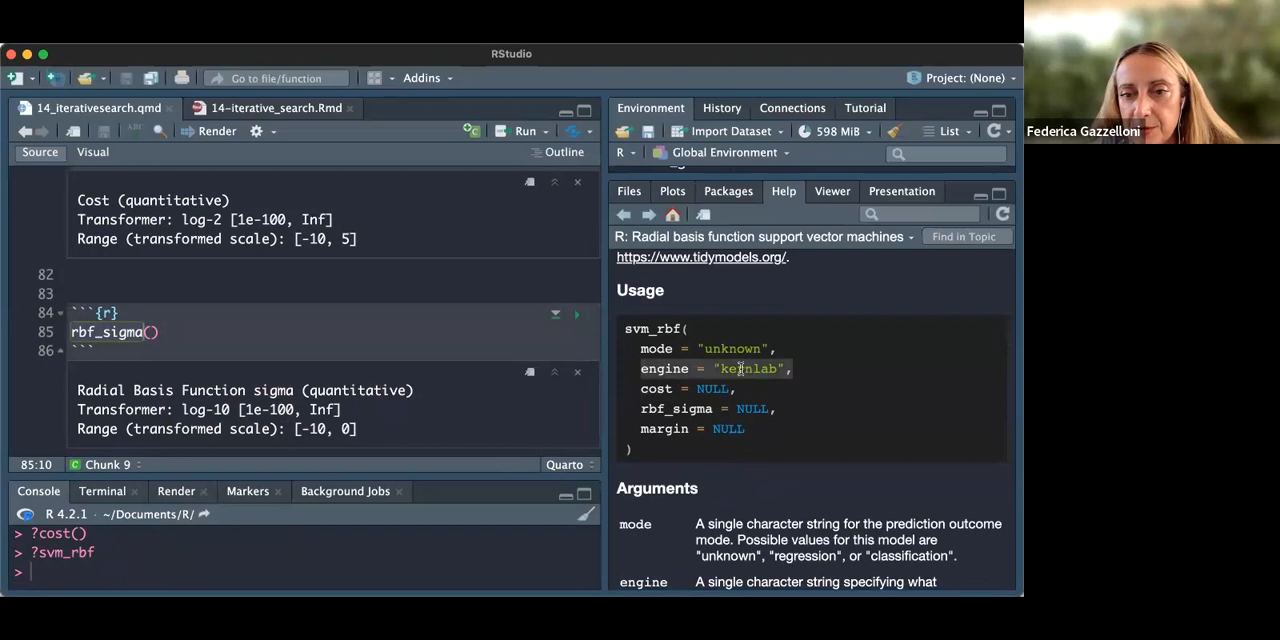 RStudio
Go to file/function
Addins
Project: (None)
14_iterativesearch.qmd
14-iterative_search.Rmd
Render
Run
Source
Visual
Outline
Cost (quantitative)
Transformer: log-2 [1e-100, Inf]
Range (transformed scale): [-10, 5]
82
83
84 ```{r}
85 rbf_sigma()
86 ```
Radial Basis Function sigma (quantitative)
Transformer: log-10 [1e-100, Inf]
Range (transformed scale): [-10, 0]
85:10
Chunk 9
Quarto
Console
Terminal
Render
Markers
Background Jobs
R 4.2.1 · ~/Documents/R/
> ?cost()
> ?svm_rbf
>
Environment
History
Connections
Tutorial
Import Dataset
598 MiB
List
R
Global Environment
Files
Plots
Packages
Help
Viewer
Presentation
R: Radial basis function support vector machines
Find in Topic
https://www.tidymodels.org/.
Usage
svm_rbf(
mode = "unknown",
engine = "kernlab",
cost = NULL,
rbf_sigma = NULL,
margin = NULL
)
Arguments
mode A single character string for the prediction outcome
mode. Possible values for this model are
"unknown", "regression", or "classification".
engine A single character string specifying what
Federica Gazzelloni